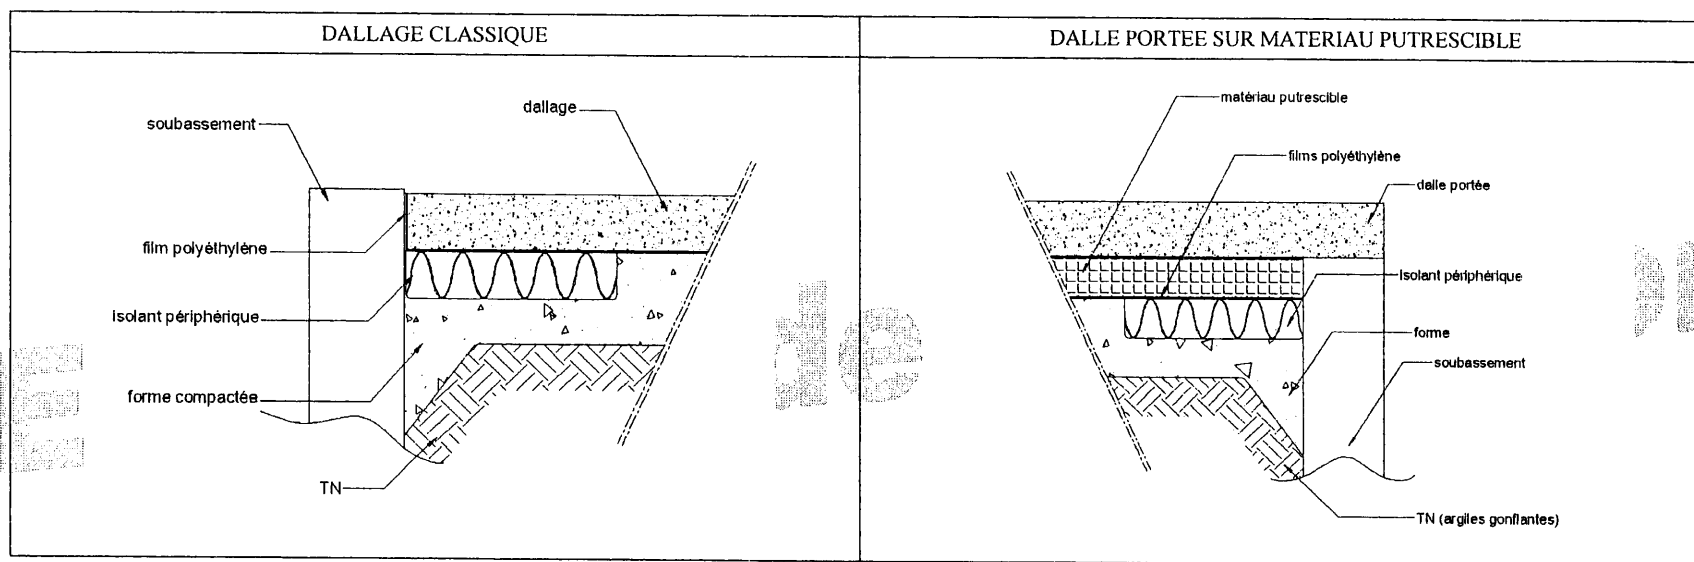 DALLAGE CLASSIQUE
soubassement
dallage
film polyéthylène
isolant périphérique
forme compactée
TN
DALLE PORTEE SUR MATERIAU PUTRESCIBLE
matériau putrescible
films polyéthylène
dalle portée
isolant périphérique
forme
soubassement
TN (argiles gonflantes)
de